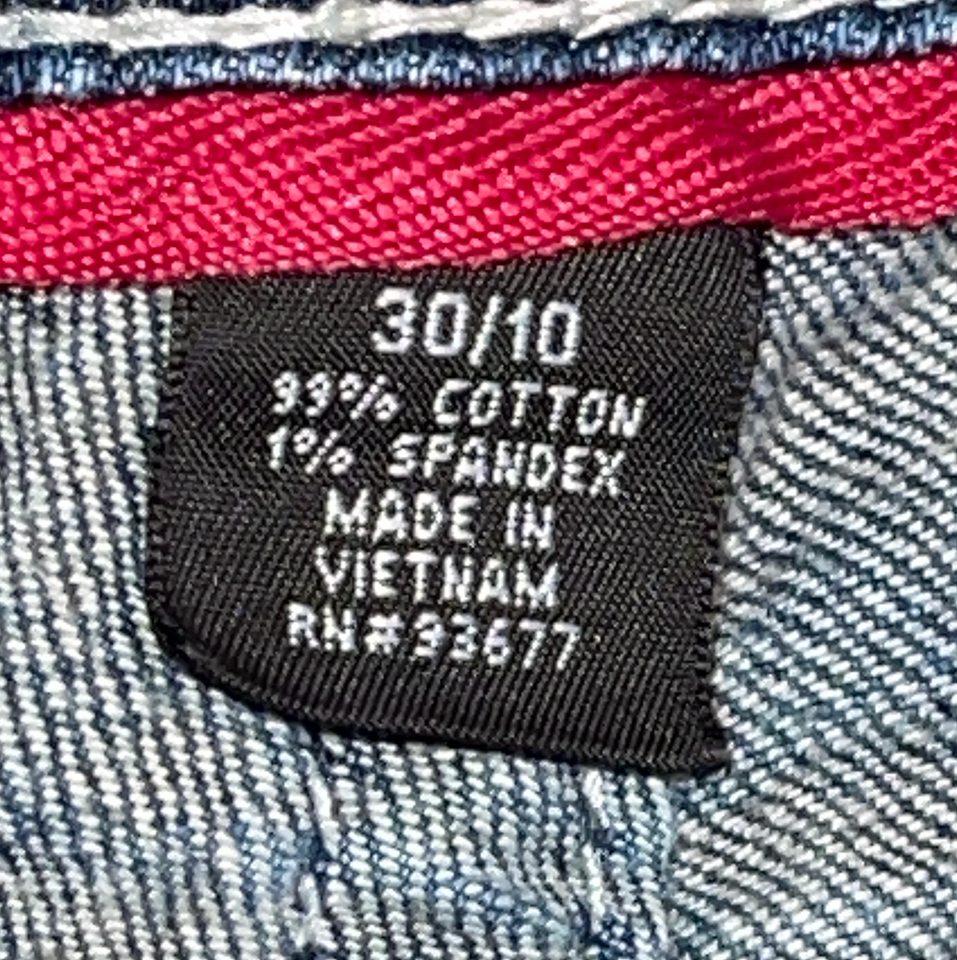 30/10
99% COTTON
1% SPANDEX
MADE IN
VIETNAM
RN#93677